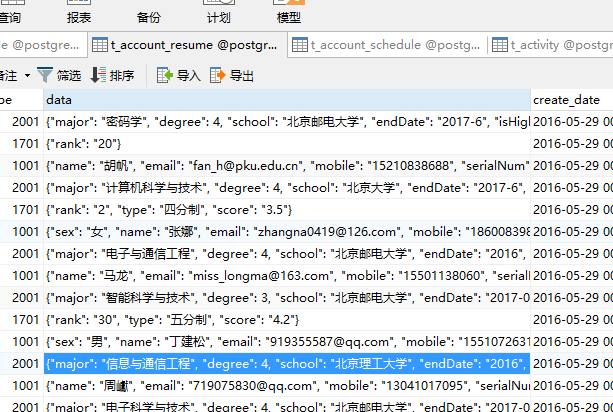 查询 报表 备份 计划 模型
e @postgre... t_account_resume @postgr... t_account_schedule @postg... t_activity @postgr
备注 筛选 排序 导入 导出
pe data create_date
2001 {"major": "密码学", "degree": 4, "school": "北京邮电大学", "endDate": "2017-6", "isHigh 2016-05-29 00
1701 {"rank": "20"} 2016-05-29 00
1001 {"name": "胡帆", "email": "fan_h@pku.edu.cn", "mobile": "15210838688", "serialNum" 2016-05-29 00
2001 {"major": "计算机科学与技术", "degree": 4, "school": "北京大学", "endDate": "2017-6", 2016-05-29 00
1701 {"rank": "2", "type": "四分制", "score": "3.5"} 2016-05-29 00
1001 {"sex": "女", "name": "张娜", "email": "zhangna0419@126.com", "mobile": "186008398 2016-05-29 00
2001 {"major": "电子与通信工程", "degree": 4, "school": "北京邮电大学", "endDate": "2016", 2016-05-29 00
1001 {"name": "马龙", "email": "miss_longma@163.com", "mobile": "15501138060", "serial 2016-05-29 00
2001 {"major": "智能科学与技术", "degree": 3, "school": "北京邮电大学", "endDate": "2017-0 2016-05-29 00
1701 {"rank": "30", "type": "五分制", "score": "4.2"} 2016-05-29 00
1001 {"sex": "男", "name": "丁建松", "email": "919355587@qq.com", "mobile": "1551072631 2016-05-29 00
2001 {"major": "信息与通信工程", "degree": 4, "school": "北京理工大学", "endDate": "2016", 2016-05-29 00
1001 {"name": "周巘", "email": "719075830@qq.com", "mobile": "13041017095", "serialNum 2016-05-29 00
2001 {"major": "电子科学与技术", "degree": 4, "school": "北京邮电大学", "endDate": "2017-6 2016-05-29 00